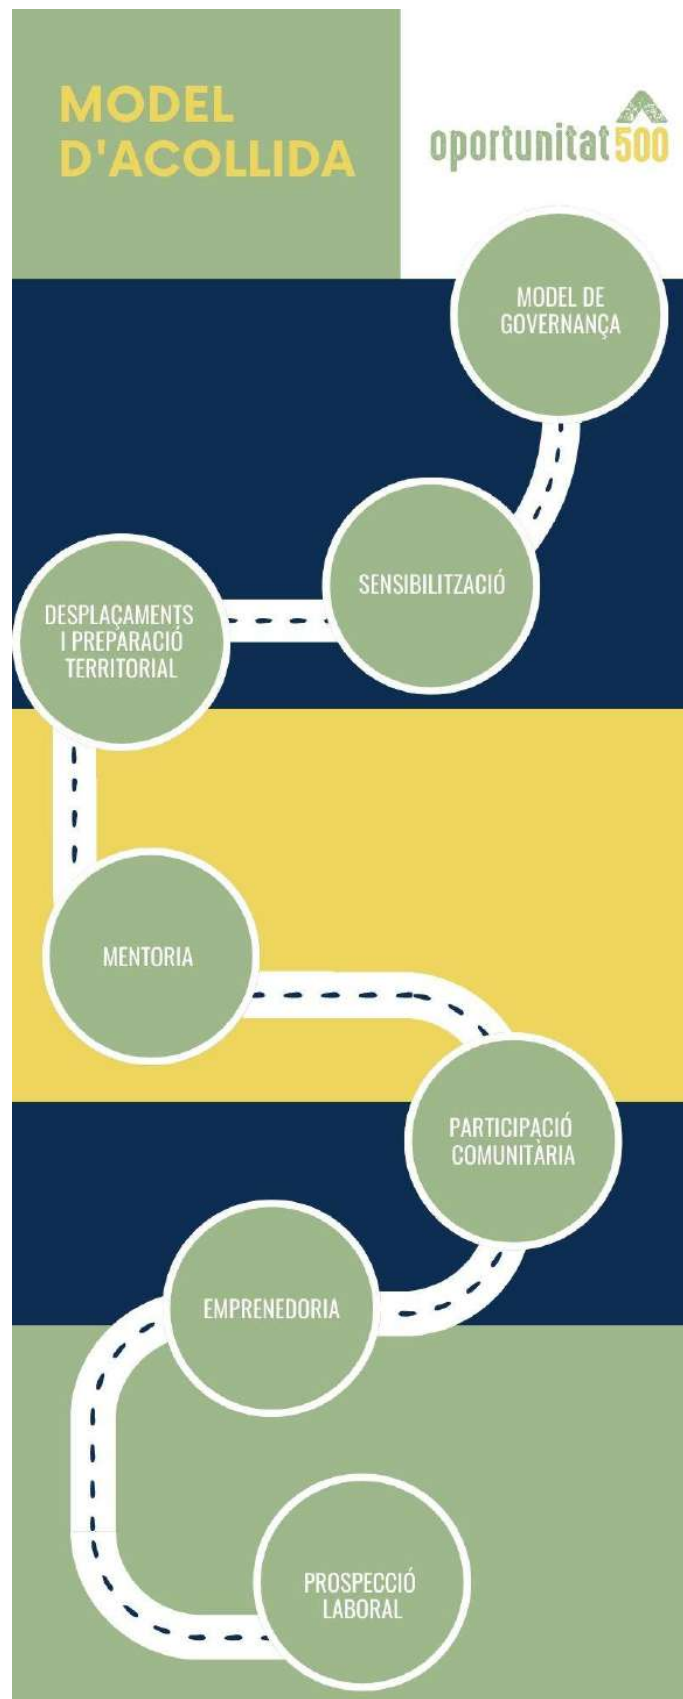 MODEL
D'ACOLLIDA
oportunitat500
MODEL DE
GOVERNANÇA
SENSIBILITZACIÓ
DESPLAÇAMENTS
I PREPARACIÓ
TERRITORIAL
MENTORIA
PARTICIPACIÓ
COMUNITÀRIA
EMPRENEDORIA
PROSPECCIÓ
LABORAL